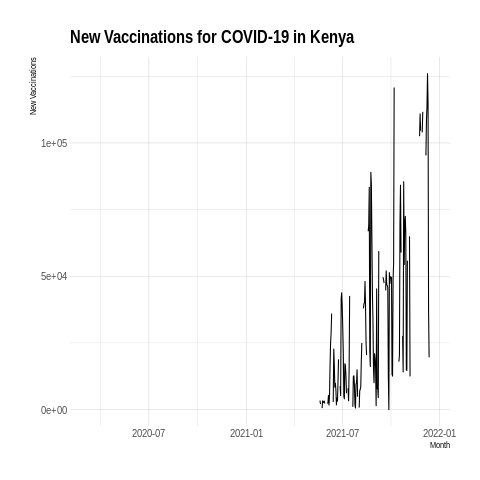 New Vaccinations for COVID-19 in Kenya
New Vaccinations
1e+05
5e+04
0e+00
2020-07 2021-01 2021-07 2022-01
Month